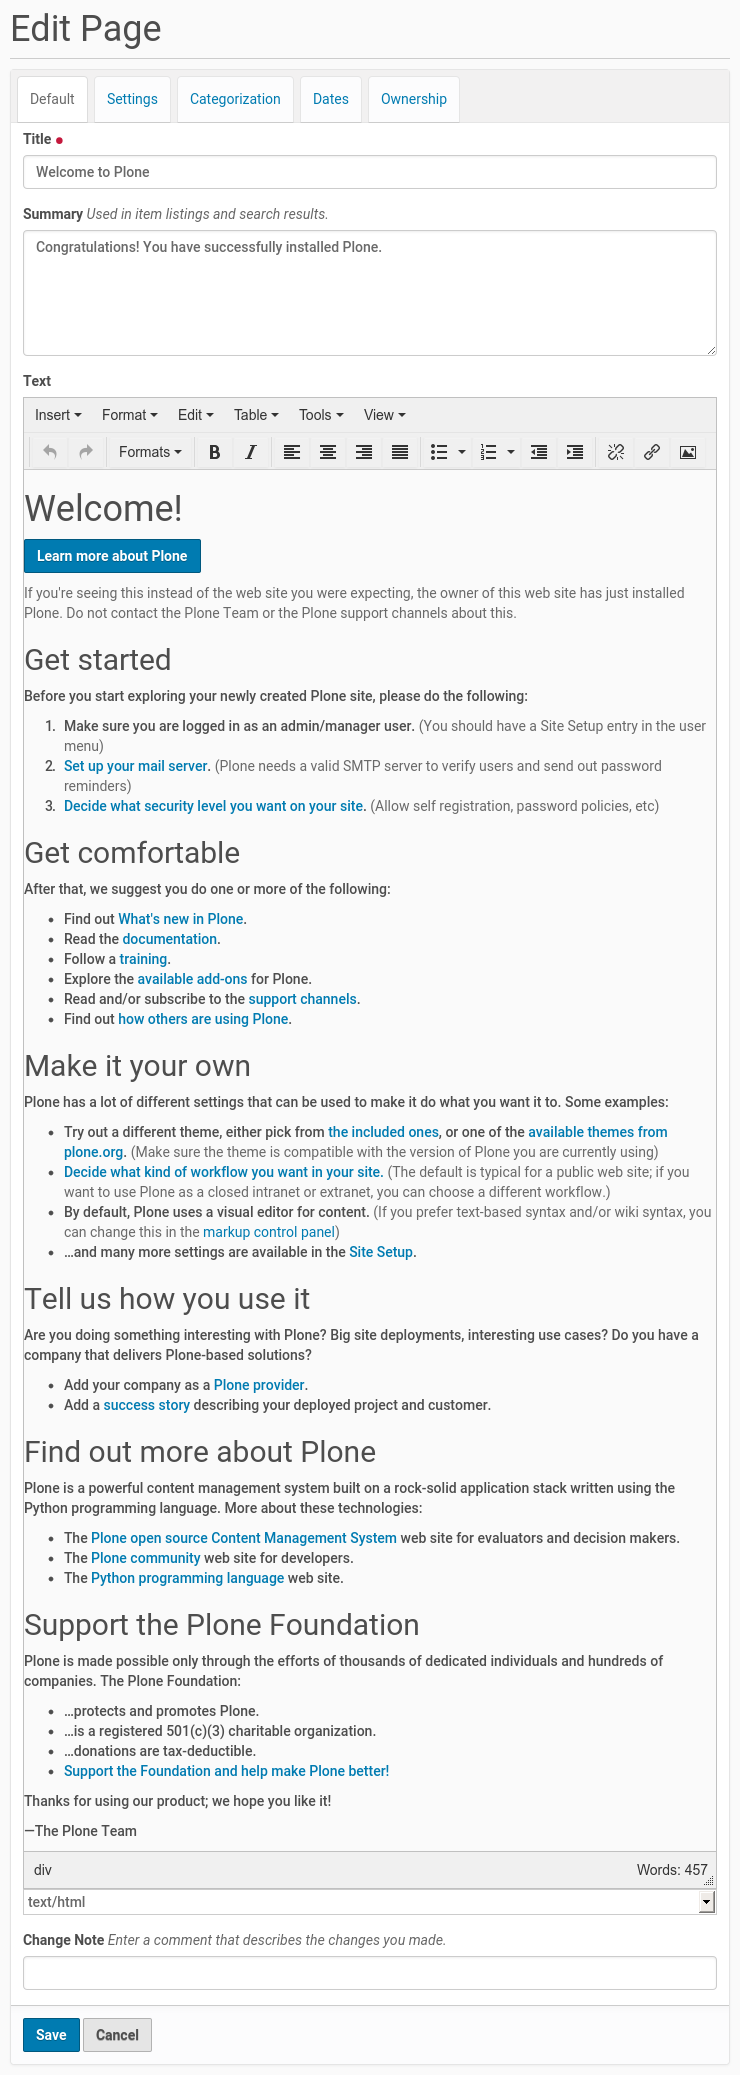 Edit Page
Default Settings Categorization Dates Ownership
Title
Welcome to Plone
Summary Used in item listings and search results.
Congratulations! You have successfully installed Plone.
Text
Insert Format Edit Table Tools View
Formats B I
Welcome!
Learn more about Plone
If you're seeing this instead of the web site you were expecting, the owner of this web site has just installed
Plone. Do not contact the Plone Team or the Plone support channels about this.
Get started
Before you start exploring your newly created Plone site, please do the following:
1. Make sure you are logged in as an admin/manager user. (You should have a Site Setup entry in the user
menu)
2. Set up your mail server. (Plone needs a valid SMTP server to verify users and send out password
reminders)
3. Decide what security level you want on your site. (Allow self registration, password policies, etc)
Get comfortable
After that, we suggest you do one or more of the following:
• Find out What's new in Plone.
• Read the documentation.
• Follow a training.
• Explore the available add-ons for Plone.
• Read and/or subscribe to the support channels.
• Find out how others are using Plone.
Make it your own
Plone has a lot of different settings that can be used to make it do what you want it to. Some examples:
• Try out a different theme, either pick from the included ones, or one of the available themes from
plone.org. (Make sure the theme is compatible with the version of Plone you are currently using)
• Decide what kind of workflow you want in your site. (The default is typical for a public web site; if you
want to use Plone as a closed intranet or extranet, you can choose a different workflow.)
• By default, Plone uses a visual editor for content. (If you prefer text-based syntax and/or wiki syntax, you
can change this in the markup control panel)
• …and many more settings are available in the Site Setup.
Tell us how you use it
Are you doing something interesting with Plone? Big site deployments, interesting use cases? Do you have a
company that delivers Plone-based solutions?
• Add your company as a Plone provider.
• Add a success story describing your deployed project and customer.
Find out more about Plone
Plone is a powerful content management system built on a rock-solid application stack written using the
Python programming language. More about these technologies:
• The Plone open source Content Management System web site for evaluators and decision makers.
• The Plone community web site for developers.
• The Python programming language web site.
Support the Plone Foundation
Plone is made possible only through the efforts of thousands of dedicated individuals and hundreds of
companies. The Plone Foundation:
• …protects and promotes Plone.
• …is a registered 501(c)(3) charitable organization.
• …donations are tax-deductible.
• Support the Foundation and help make Plone better!
Thanks for using our product; we hope you like it!
—The Plone Team
div Words: 457
text/html
Change Note Enter a comment that describes the changes you made.
Save Cancel